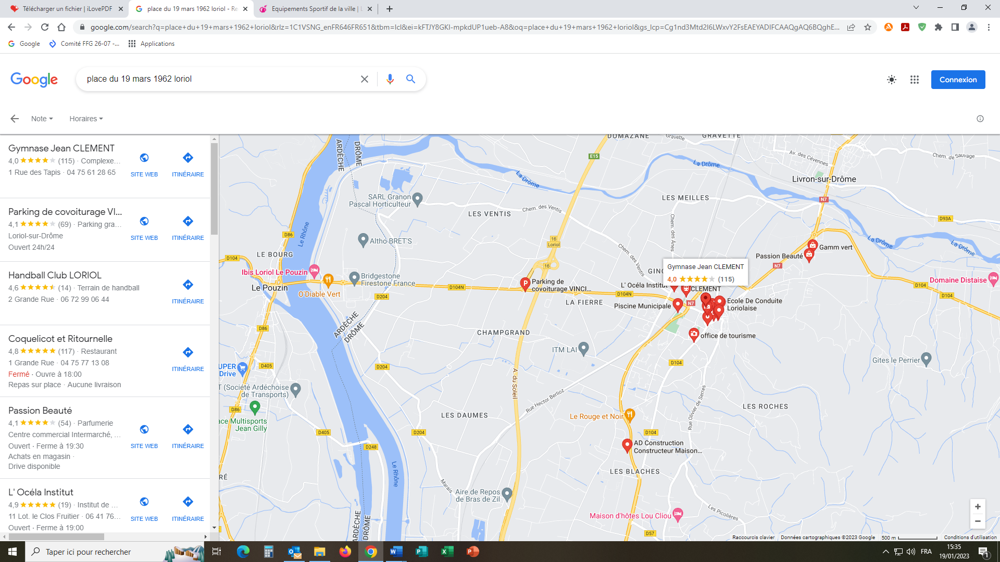 Télécharger un fichier | iLovePDF
place du 19 mars 1962 loriol - Re
Equipements Sportif de la ville |
google.com/search?q=place+du+19+mars+1962+loriol&rlz=1C1VSNG_enFR646FR651&tbm=lcl&ei=kFTJY8GKI-mpkdUP1ueb-A8&oq=place+du+19+mars+1962+loriol&gs_lcp=Cg1nd3Mtd2l6LWxvY2FsEAEYADIFCAAQgAQ6BQghE...
Google
Comité FFG 26-07 -...
Applications
Google
place du 19 mars 1962 loriol
Connexion
Note
Horaires
Gymnase Jean CLEMENT
4,0 (115) · Complexe...
1 Rue des Tapis · 04 75 61 28 65
SITE WEB
ITINÉRAIRE
Parking de covoiturage VI...
4,1 (69) · Parking gra...
Loriol-sur-Drôme
Ouvert 24h/24
SITE WEB
ITINÉRAIRE
Handball Club LORIOL
4,6 (14) · Terrain de handball
2 Grande Rue · 06 72 99 06 44
ITINÉRAIRE
Coquelicot et Ritournelle
4,8 (117) · Restaurant
1 Grande Rue · 04 75 77 13 08
Fermé · Ouvre à 18:00
Repas sur place · Aucune livraison
ITINÉRAIRE
Passion Beauté
4,1 (54) · Parfumerie
Centre commercial Intermarché, ...
Ouvert · Ferme à 19:30
Achats en magasin ·
Drive disponible
SITE WEB
ITINÉRAIRE
L' Océla Institut
4,9 (19) · Institut de ...
11 Lot. le Clos Fruitier · 06 41 76...
Ouvert · Ferme à 19:00
SITE WEB
ITINÉRAIRE
ARDÈCHE
DRÔME
DOMAZANE
Gravette
GRAVETTE
E15
Av. des Cévennes
Chem. de Sauvage
La Drôme
La Drôme
Livron-sur-Drôme
SARL Granon
Pascal Horticulteur
LES MEILLES
N7
LES VENTIS
Chem. des Ventis
Chem. des Ânes
D93A
D86
Le Rhône
Altho BRET'S
16
Loriol
La Drôme
La Drôme
Gamm vert
Passion Beauté
LE BOURG
D104
Chem. des Ventis
16
N7
Gymnase Jean CLEMENT
4,0 (115)
GING
Ibis Loriol Le Pouzin
Bridgestone
Firestone France
Le Pouzin
O'Diable Vert
D204
D104N
Parking de
covoiturage VINCI...
L' Océla Institut
CLEMENT
D104N
LA FIERRE
N7
Piscine Municipale
Ecole De Conduite
Loriolaise
Domaine Distaise
D104
D104
ARDÈCHE
DRÔME
D86
CHAMPGRAND
office de tourisme
ITM LAI
D104
Gites le Perrier
UPER
Drive
D405
D204
A. du Soleil
T (Société Ardéchoise
de Transports)
Rue Hector Berlioz
Rue Olivier de Serres
LES ROCHES
D86
ace Multisports
Jean Gilly
LES DAUMES
Le Rouge et Noir
D405
D204
D104
D248
AD Construction
Constructeur Maison...
Le Rhône
RÉ
LES BLACHES
Marais
Aire de Repos
de Bras de Zil
ARDÈCHE
DRÔME
Maison d'hôtes Lou Cliou
Les Picolières
D57
Raccourcis clavier
Données cartographiques ©2023 Google
500 m
Conditions d'utilisation
Taper ici pour rechercher
FRA
15:35
19/01/2023
1